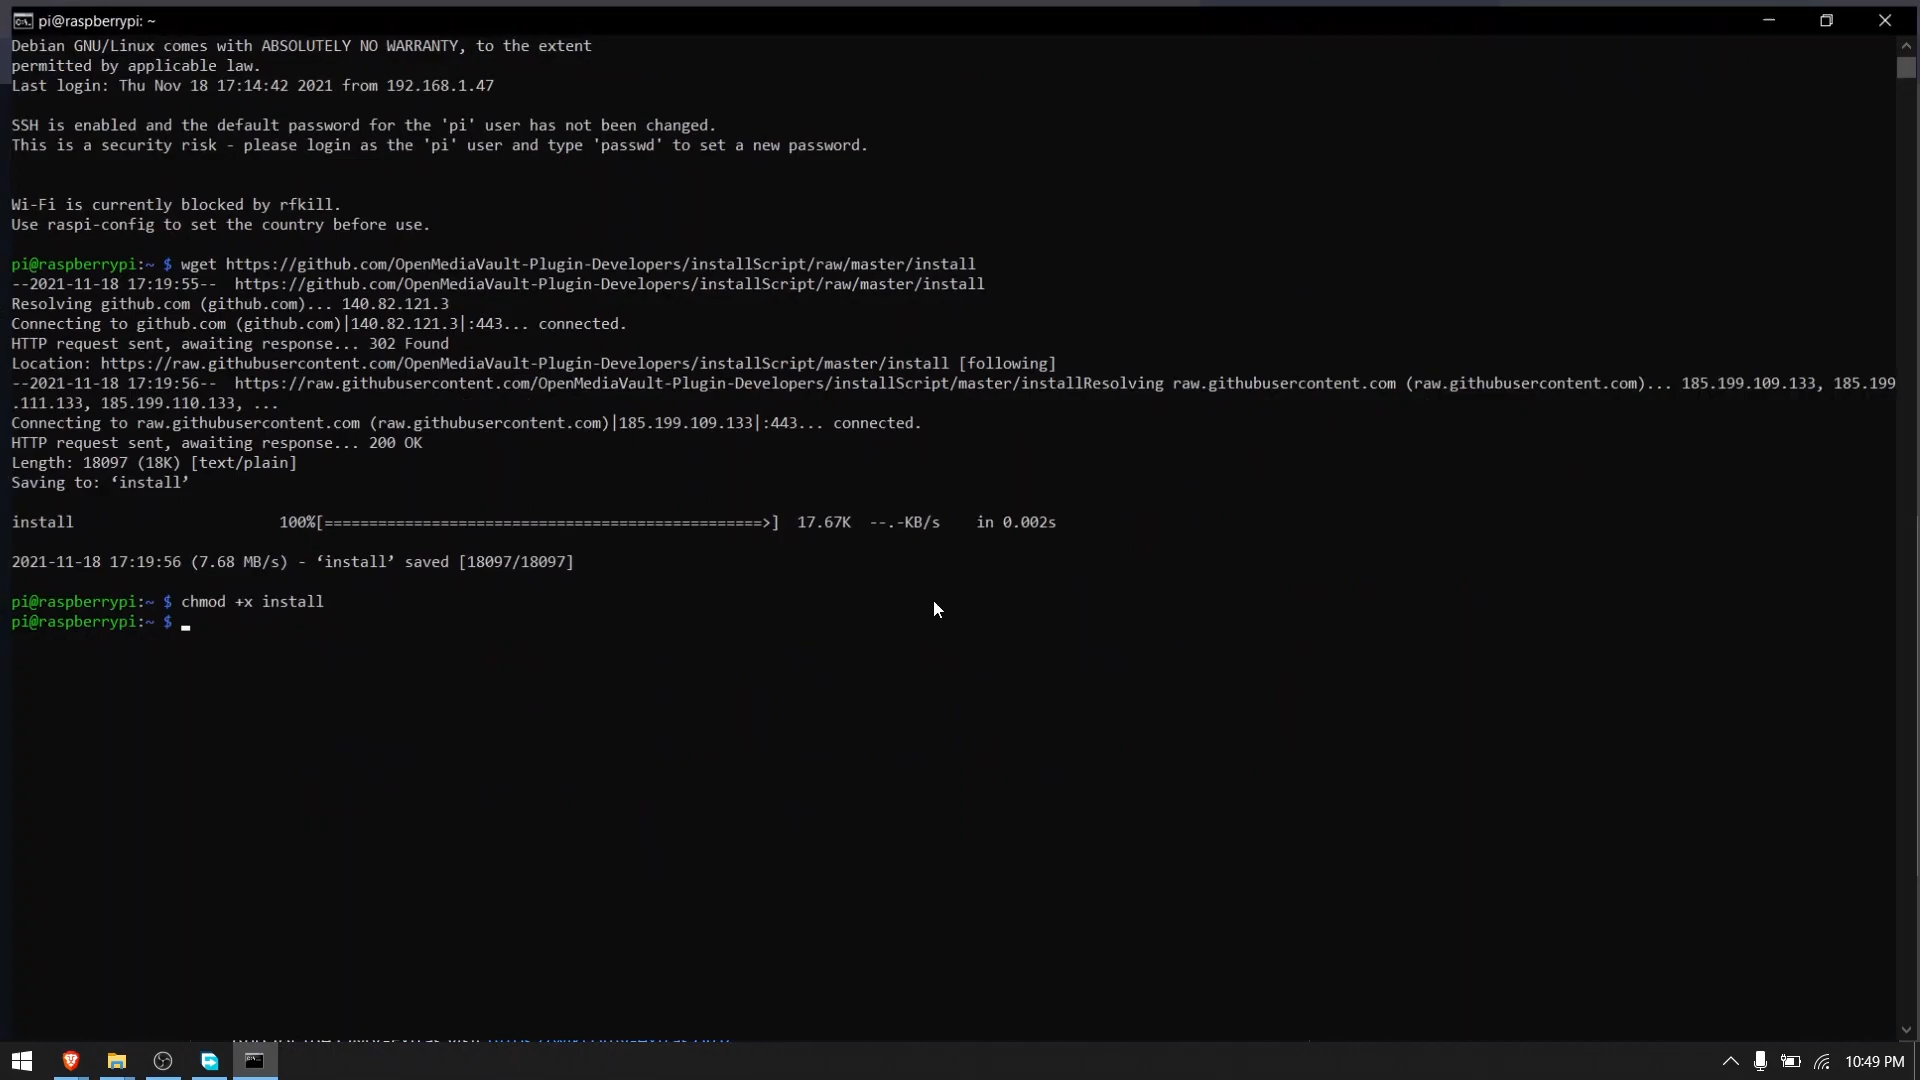 pi@raspberrypi: ~
Debian GNU/Linux comes with ABSOLUTELY NO WARRANTY, to the extent
permitted by applicable law.
Last login: Thu Nov 18 17:14:42 2021 from 192.168.1.47
SSH is enabled and the default password for the 'pi' user has not been changed.
This is a security risk - please login as the 'pi' user and type 'passwd' to set a new password.
Wi-Fi is currently blocked by rfkill.
Use raspi-config to set the country before use.
pi@raspberrypi:~ $ wget https://github.com/OpenMediaVault-Plugin-Developers/installScript/raw/master/install
--2021-11-18 17:19:55--  https://github.com/OpenMediaVault-Plugin-Developers/installScript/raw/master/install
Resolving github.com (github.com)... 140.82.121.3
Connecting to github.com (github.com)|140.82.121.3|:443... connected.
HTTP request sent, awaiting response... 302 Found
Location: https://raw.githubusercontent.com/OpenMediaVault-Plugin-Developers/installScript/master/install [following]
--2021-11-18 17:19:56--  https://raw.githubusercontent.com/OpenMediaVault-Plugin-Developers/installScript/master/installResolving raw.githubusercontent.com (raw.githubusercontent.com)... 185.199.109.133, 185.199
.111.133, 185.199.110.133, ...
Connecting to raw.githubusercontent.com (raw.githubusercontent.com)|185.199.109.133|:443... connected.
HTTP request sent, awaiting response... 200 OK
Length: 18097 (18K) [text/plain]
Saving to: ‘install’
install 100%[=================================================>] 17.67K --.-KB/s in 0.002s
2021-11-18 17:19:56 (7.68 MB/s) - ‘install’ saved [18097/18097]
pi@raspberrypi:~ $ chmod +x install
pi@raspberrypi:~ $
10:49 PM